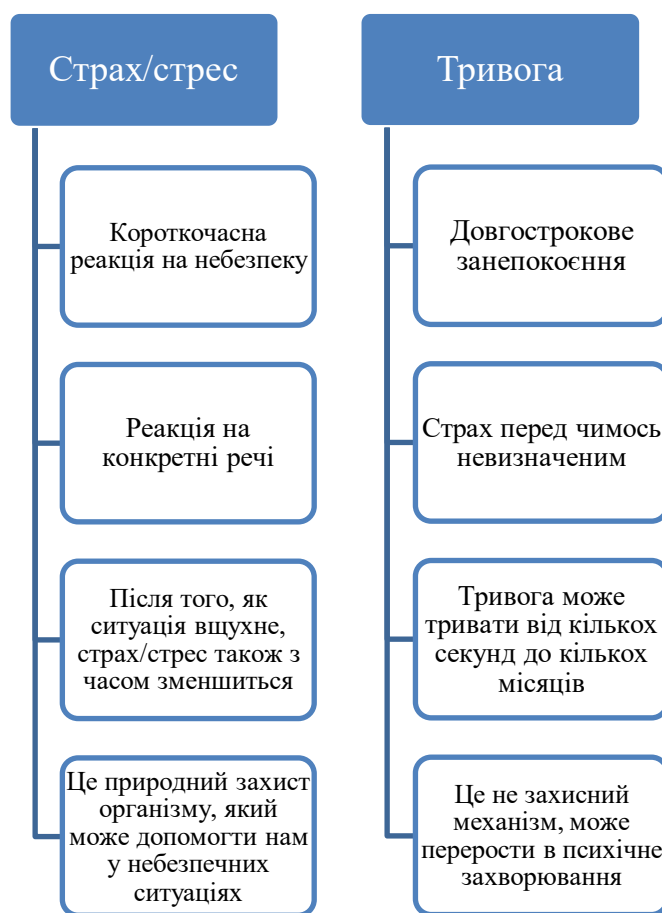 Страх/стрес
Короткочасна
реакція на небезпеку
Реакція на
конкретні речі
Після того, як
ситуація вщухне,
страх/стрес також з
часом зменшиться
Це природний захист
організму, який
може допомогти нам
у небезпечних
ситуаціях
Тривога
Довгострокове
занепокоєння
Страх перед чимось
невизначеним
Тривога може
тривати від кількох
секунд до кількох
місяців
Це не захисний
механізм, може
перерости в психічне
захворювання